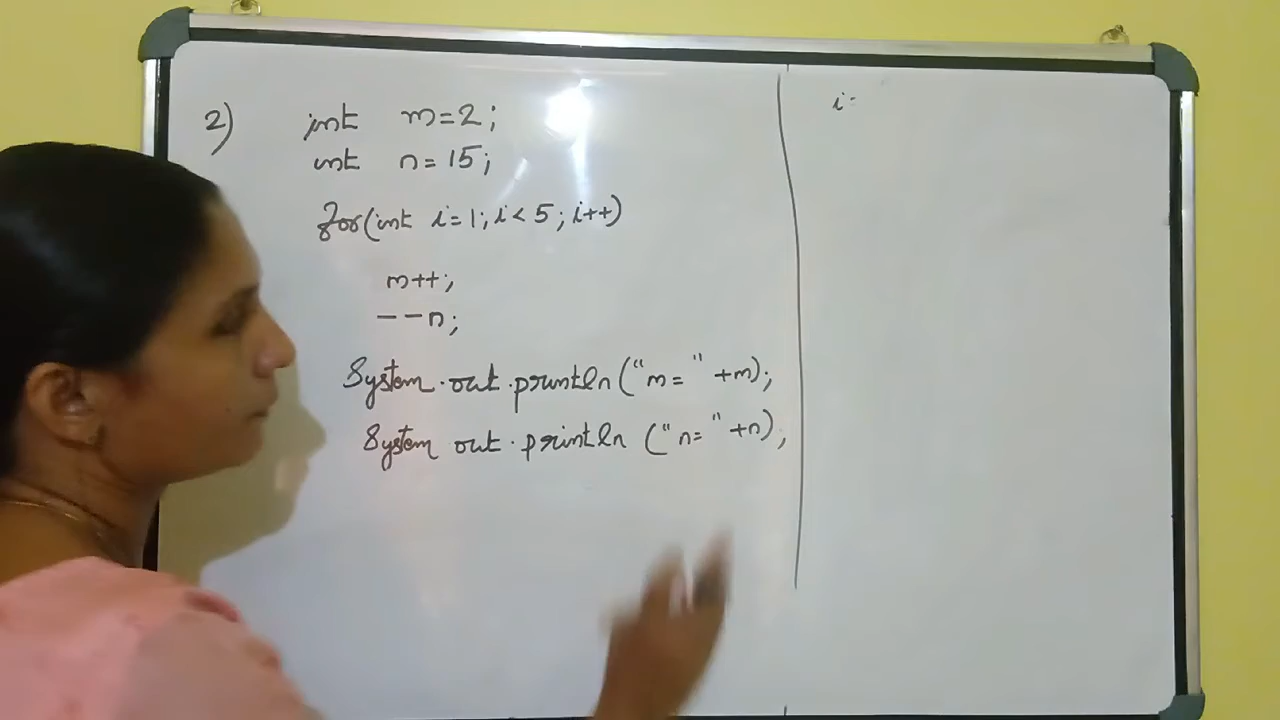 2) int m=2;
int n=15;
for(int i=1;i<5;i++)
m++;
--n;
System.out.println("m=" +m);
System out.println ("n=" +n);
i=